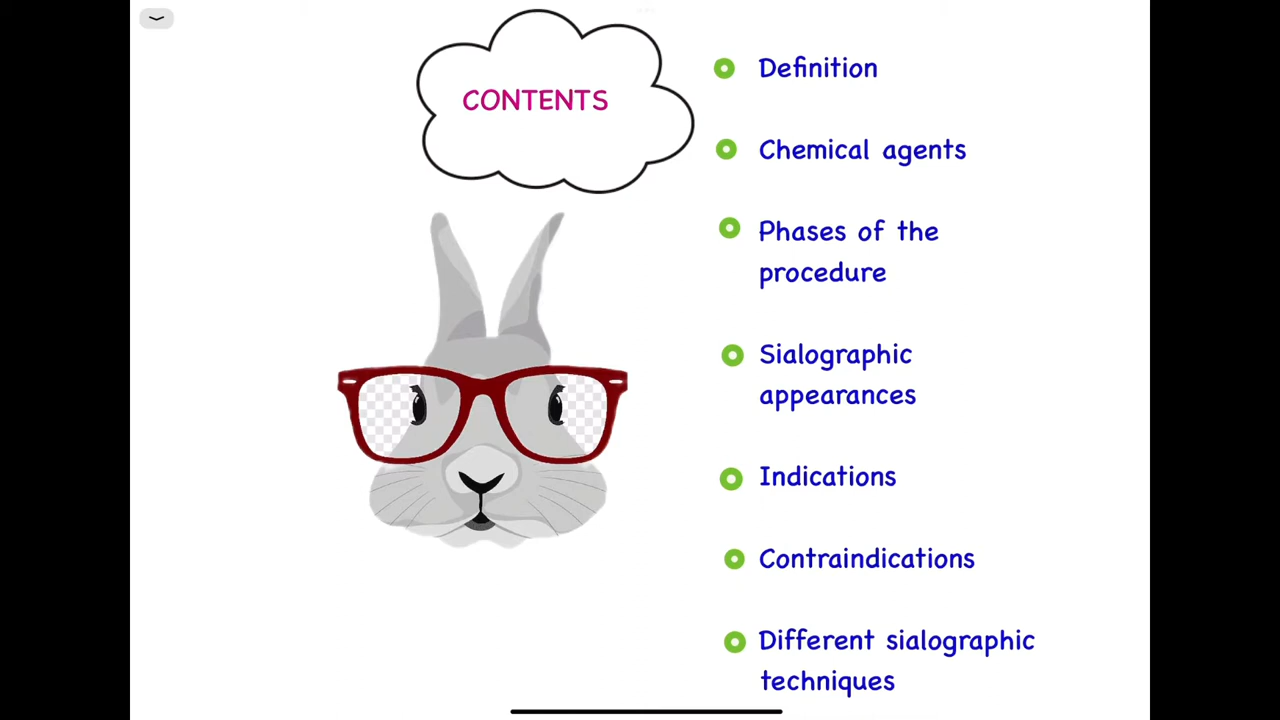 CONTENTS
Definition
Chemical agents
Phases of the
procedure
Sialographic
appearances
Indications
Contraindications
Different sialographic
techniques